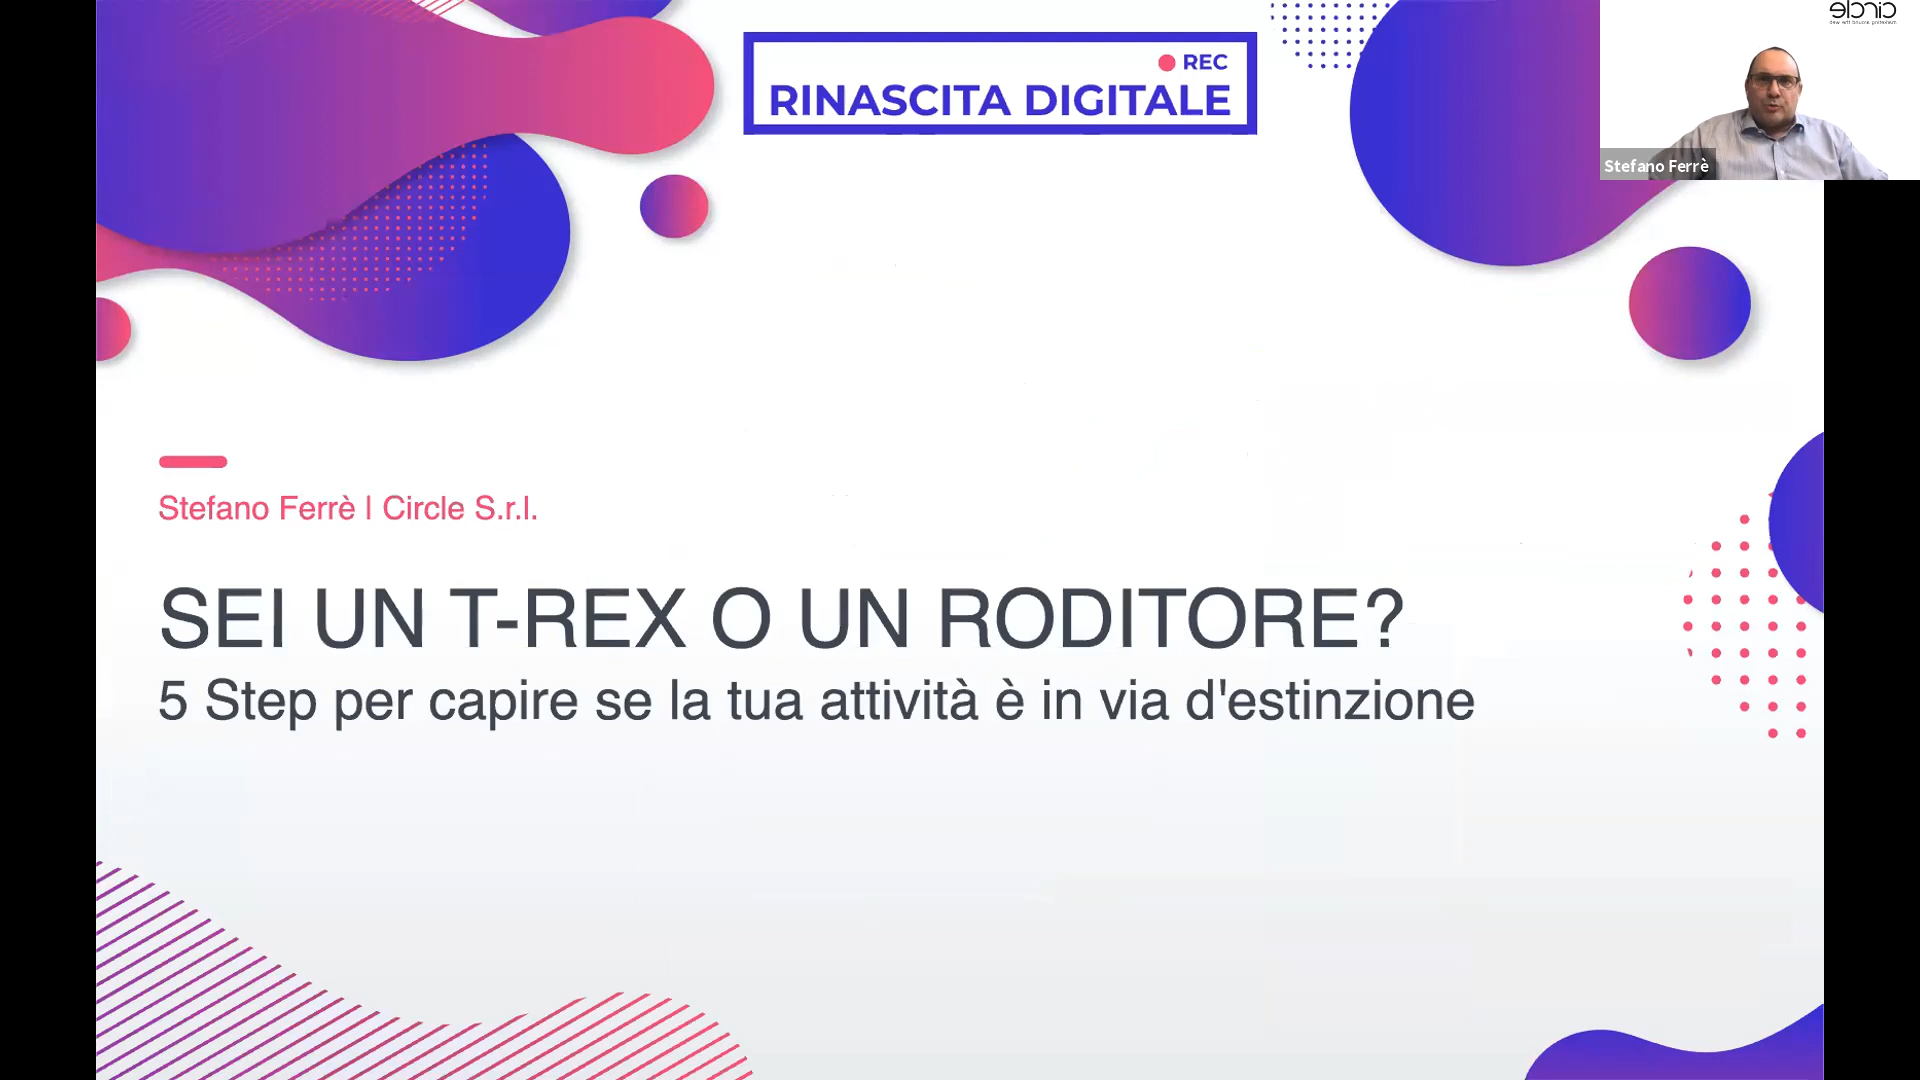 REC
RINASCITA DIGITALE
circle
Stefano Ferrè
Stefano Ferrè | Circle S.r.l.
SEI UN T-REX O UN RODITORE?
5 Step per capire se la tua attività è in via d'estinzione